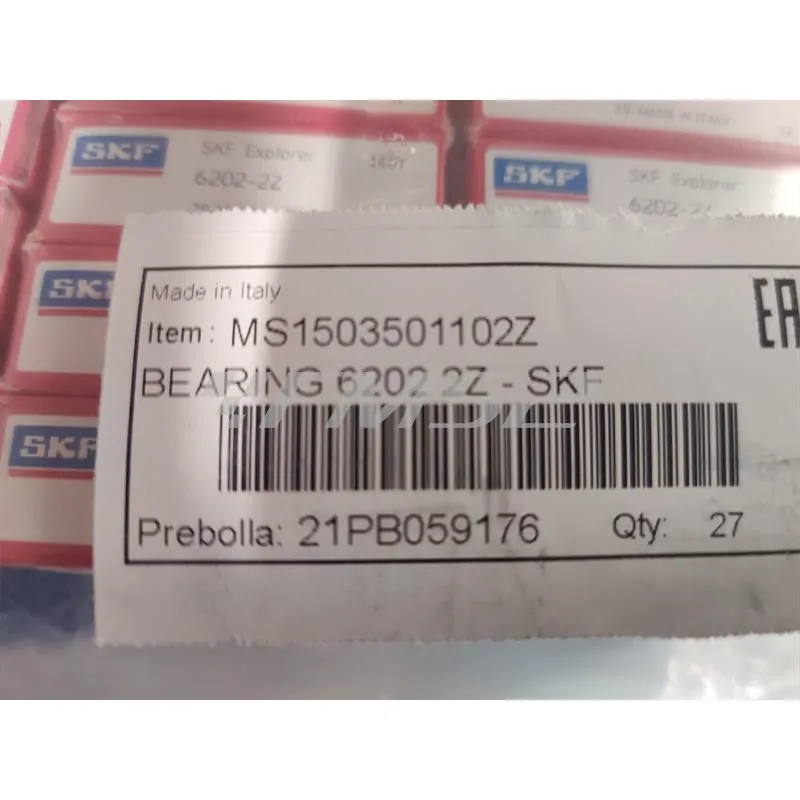 SKF
SKF Explorer
6202-2Z
180T
SKF
SKF Explorer
6202-2Z
SKF
SKF
Made in Italy
Item: MS1503501102Z
BEARING 6202 2Z - SKF
Prebolla: 21PB059176 Qty: 27